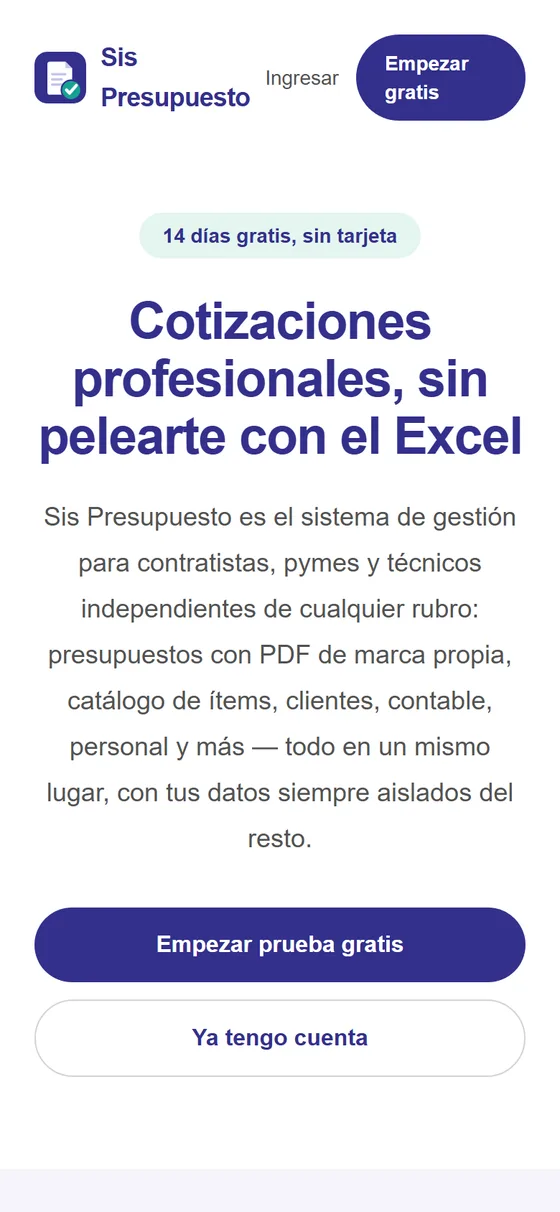 Sis
Presupuesto
Ingresar
Empezar
gratis
14 días gratis, sin tarjeta
Cotizaciones
profesionales, sin
pelearte con el Excel
Sis Presupuesto es el sistema de gestión
para contratistas, pymes y técnicos
independientes de cualquier rubro:
presupuestos con PDF de marca propia,
catálogo de ítems, clientes, contable,
personal y más — todo en un mismo
lugar, con tus datos siempre aislados del
resto.
Empezar prueba gratis
Ya tengo cuenta